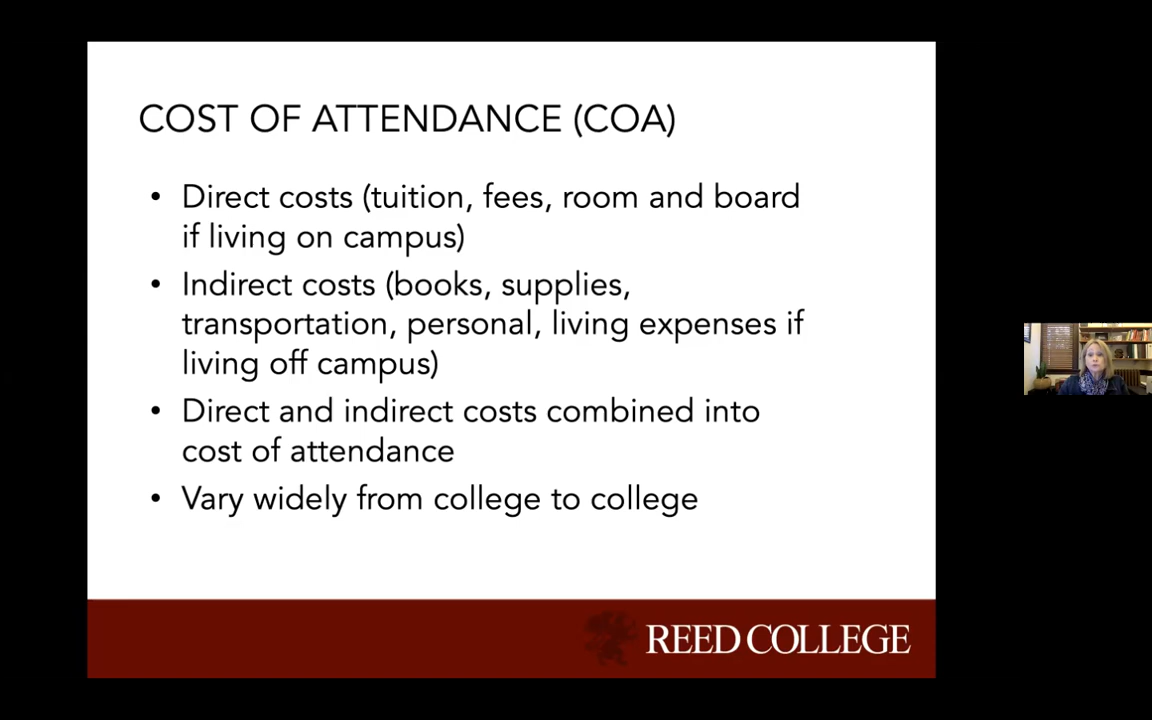 COST OF ATTENDANCE (COA)
• Direct costs (tuition, fees, room and board
if living on campus)
• Indirect costs (books, supplies,
transportation, personal, living expenses if
living off campus)
• Direct and indirect costs combined into
cost of attendance
• Vary widely from college to college
REED COLLEGE